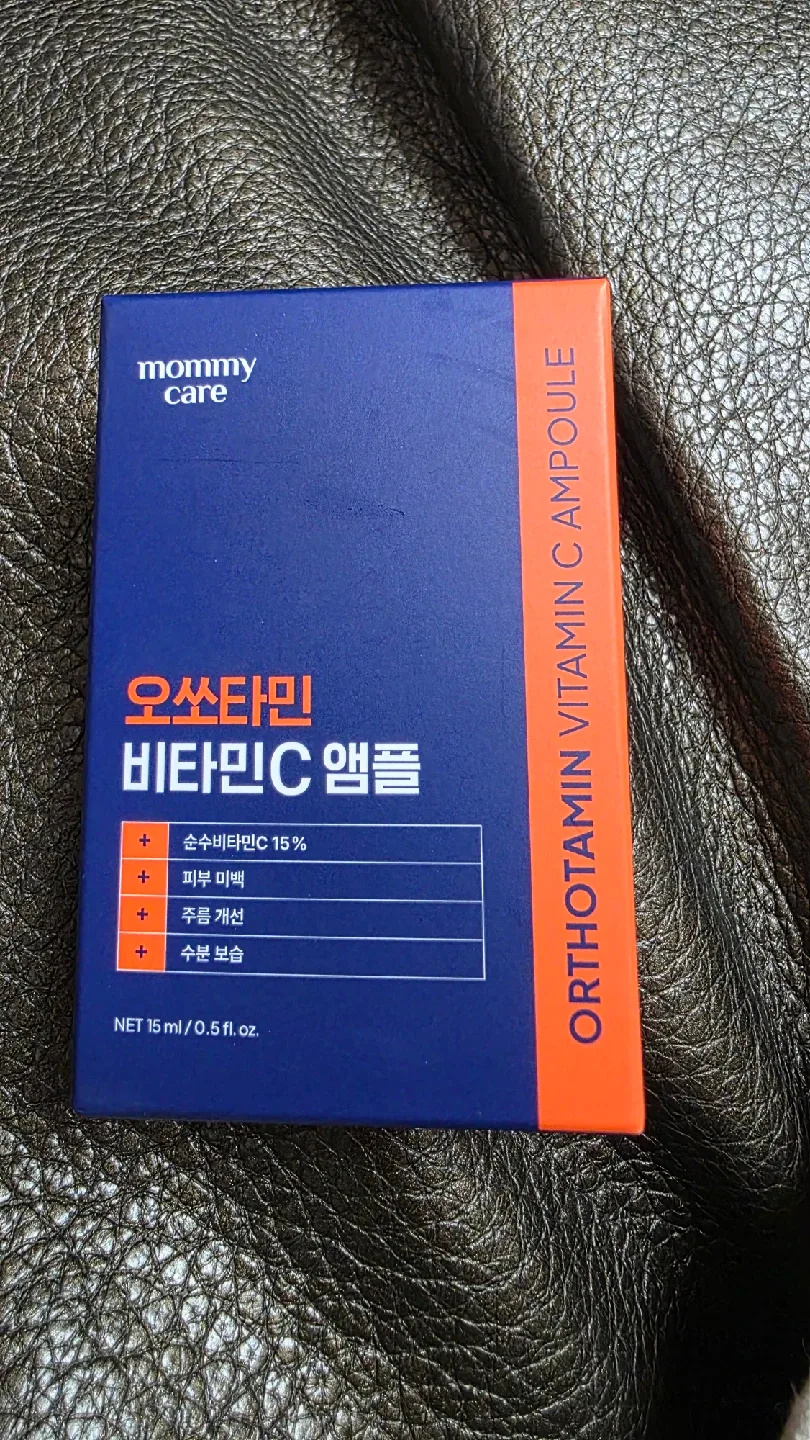 mommy
care
오쏘타민
비타민C 앰플
+ 순수비타민C 15%
+ 피부 미백
+ 주름 개선
+ 수분 보습
NET 15 ml / 0.5 fl. oz.
ORTHOTAMIN VITAMIN C AMPOULE